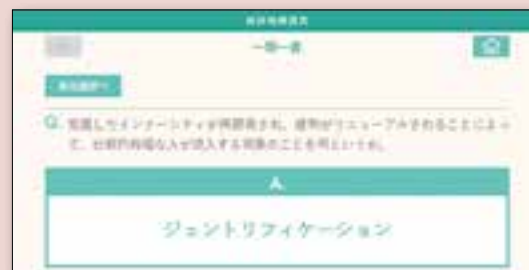 一問一答
Q. 荒廃したインナーシティが再開発され、建物がリニューアルされることによっ
て、比較的裕福な人が流入する現象のことを何というか。
A.
ジェントリフィケーション